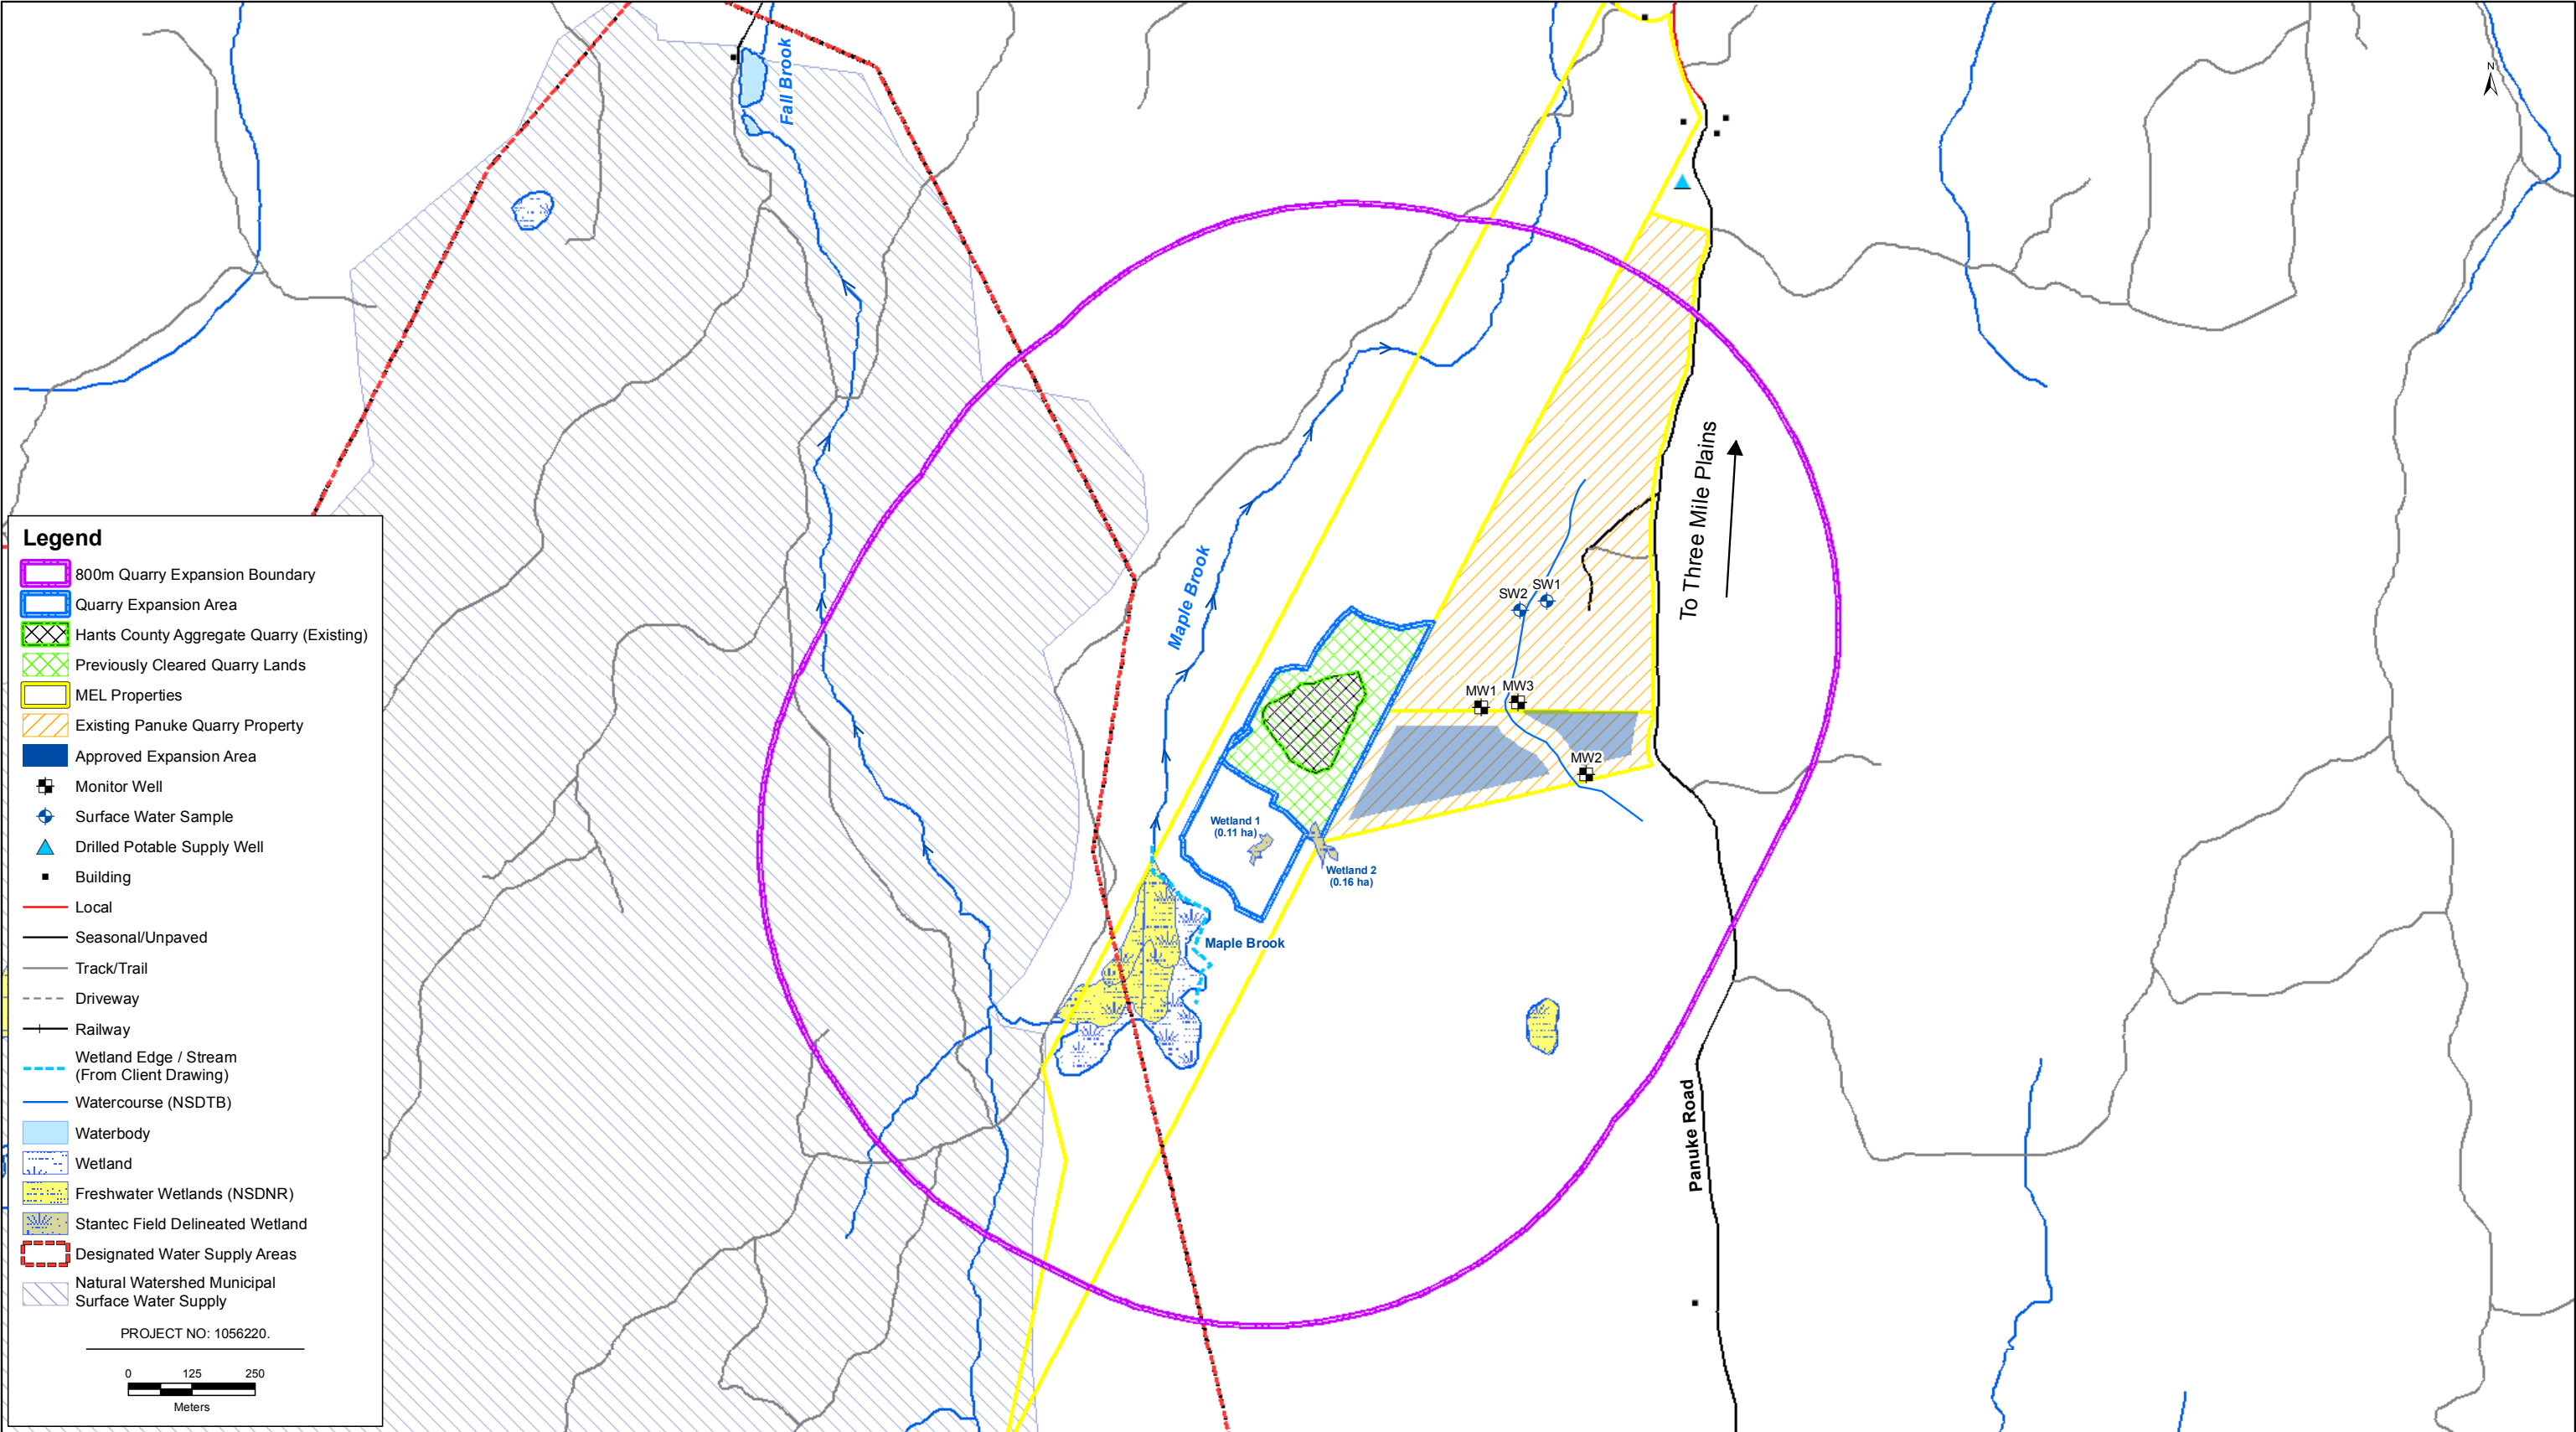 N
Fall Brook
To Three Mile Plains
Maple Brook
SW1
SW2
MW1
MW3
MW2
Wetland 1
(0.11 ha)
Wetland 2
(0.16 ha)
Maple Brook
Panuke Road
Legend
800m Quarry Expansion Boundary
Quarry Expansion Area
Hants County Aggregate Quarry (Existing)
Previously Cleared Quarry Lands
MEL Properties
Existing Panuke Quarry Property
Approved Expansion Area
Monitor Well
Surface Water Sample
Drilled Potable Supply Well
Building
Local
Seasonal/Unpaved
Track/Trail
Driveway
Railway
Wetland Edge / Stream
(From Client Drawing)
Watercourse (NSDTB)
Waterbody
Wetland
Freshwater Wetlands (NSDNR)
Stantec Field Delineated Wetland
Designated Water Supply Areas
Natural Watershed Municipal
Surface Water Supply
PROJECT NO: 1056220.
0 125 250
Meters